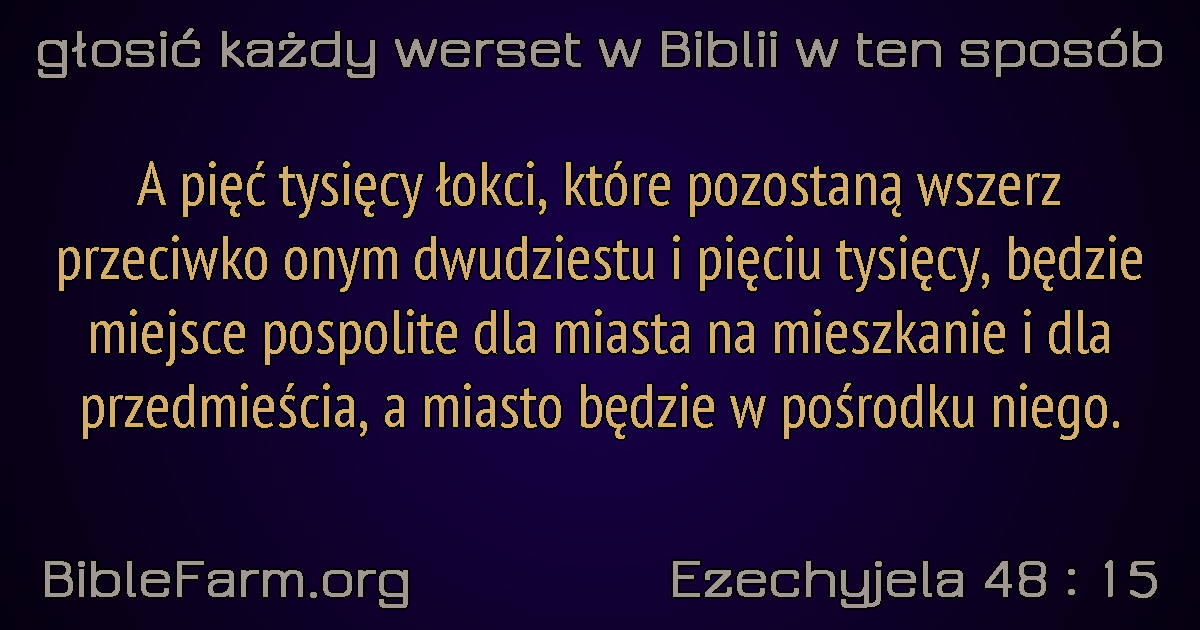 głosić każdy werset w Biblii w ten sposób
A pięć tysięcy łokci, które pozostaną wszerz
przeciwko onym dwudziestu i pięciu tysięcy, będzie
miejsce pospolite dla miasta na mieszkanie i dla
przedmieścia, a miasto będzie w pośrodku niego.
BibleFarm.org
Ezechyjela 48 : 15